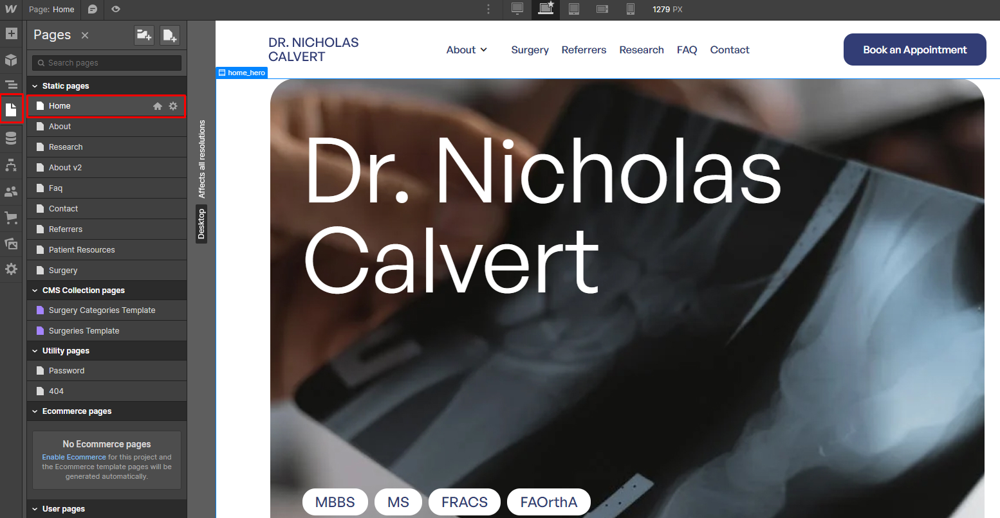 Page: Home
1279 PX
Pages
Search pages
Static pages
Home
About
Research
About v2
Faq
Contact
Referrers
Patient Resources
Surgery
CMS Collection pages
Surgery Categories Template
Surgeries Template
Utility pages
Password
404
Ecommerce pages
No Ecommerce pages
Enable Ecommerce for this project and
the Ecommerce template pages will be
generated automatically.
User pages
Affects all resolutions
Desktop
DR. NICHOLAS
CALVERT
About Surgery Referrers Research FAQ Contact
Book an Appointment
home_hero
Dr. Nicholas
Calvert
MBBS MS FRACS FAOrthA